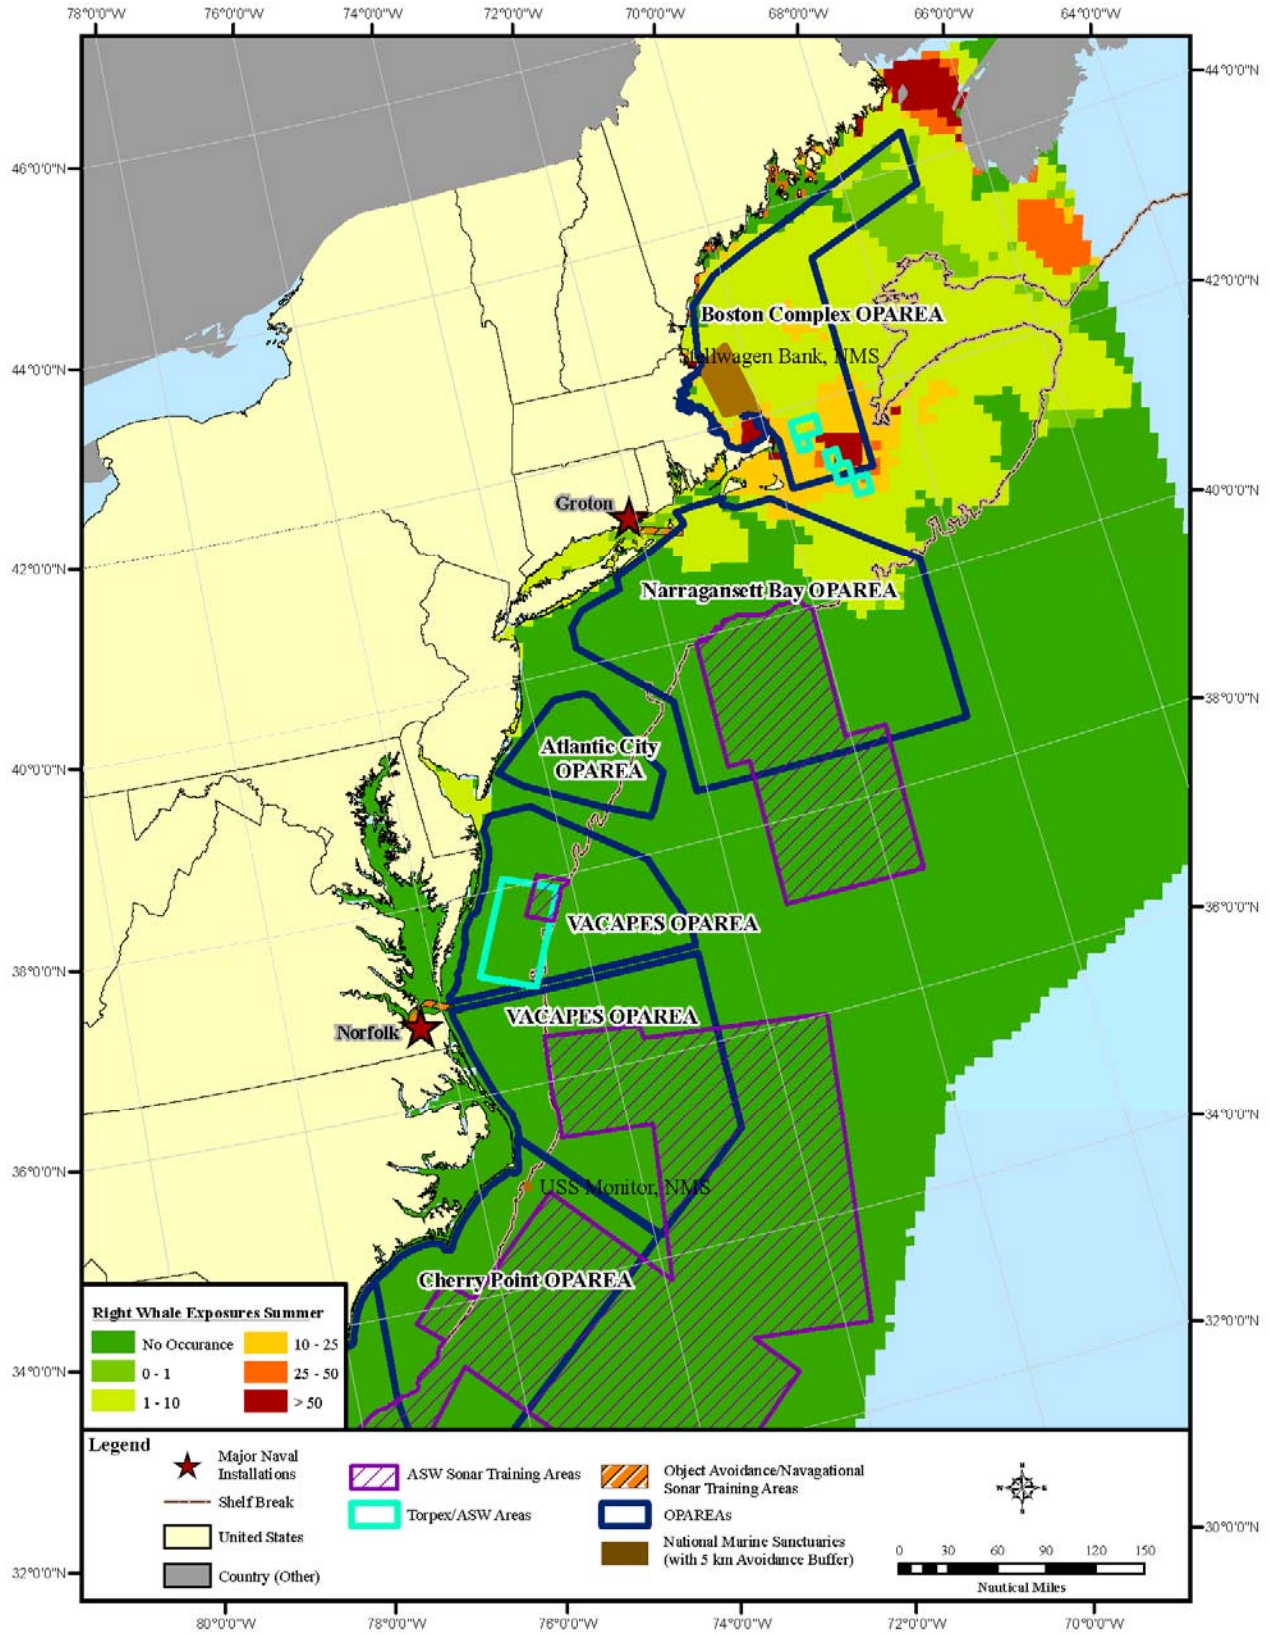 78°0'0"W 76°0'0"W 74°0'0"W 72°0'0"W 70°0'0"W 68°0'0"W 66°0'0"W 64°0'0"W
44°0'0"N
46°0'0"N
42°0'0"N
Boston Complex OPAREA
Stellwagen Bank, NMS
44°0'0"N
40°0'0"N
Groton
42°0'0"N
Narragansett Bay OPAREA
38°0'0"N
Atlantic City
OPAREA
40°0'0"N
36°0'0"N
VACAPES OPAREA
38°0'0"N
VACAPES OPAREA
Norfolk
34°0'0"N
36°0'0"N
USS Monitor, NMS
Cherry Point OPAREA
32°0'0"N
Right Whale Exposures Summer
No Occurance
10 - 25
0 - 1
25 - 50
1 - 10
> 50
34°0'0"N
Legend
Major Naval
Installations
Shelf Break
United States
Country (Other)
ASW Sonar Training Areas
Torpex/ASW Areas
Object Avoidance/Navagational
Sonar Training Areas
OPAREAs
National Marine Sanctuaries
(with 5 km Avoidance Buffer)
N
W E
S
0 30 60 90 120 150
Nautical Miles
30°0'0"N
32°0'0"N
80°0'0"W 78°0'0"W 76°0'0"W 74°0'0"W 72°0'0"W 70°0'0"W